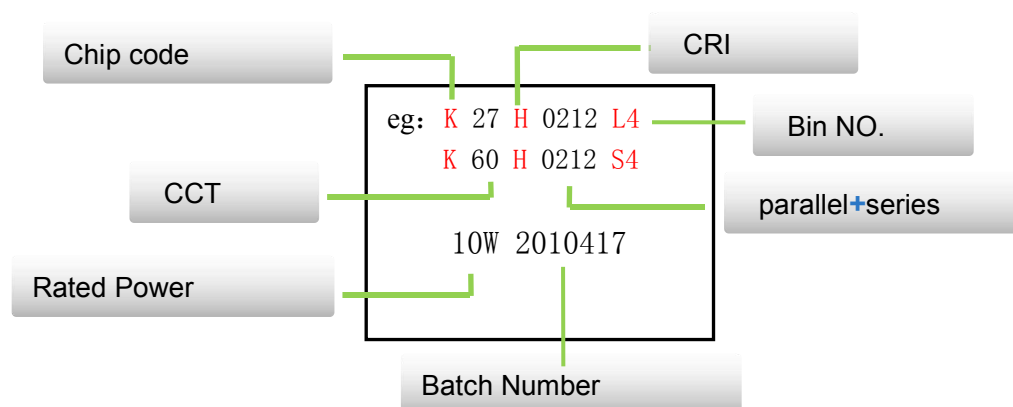 Chip code
CRI
eg: K 27 H 0212 L4
Bin NO.
K 60 H 0212 S4
CCT
parallel+series
10W 2010417
Rated Power
Batch Number